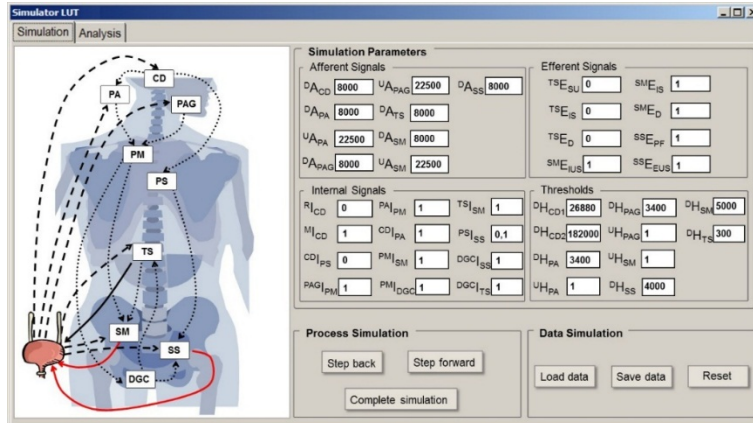 Simulator LUT
Simulation Analysis
CD
PA
PAG
PM
PS
TS
SM
SS
DGC
Simulation Parameters
Afferent Signals
DACD 8000 UAPAG 22500 DASS 8000
DAPA 8000 DATS 8000
UAPA 22500 DASM 8000
DAPAG 8000 UASM 22500
Efferent Signals
TSESU 0 SMEIS 1
TSEIS 0 SMED 1
TSED 0 SSEPF 1
SMEIUS 1 SSEEUS 1
Internal Signals
RICD 0 PAIPM 1 TSISM 1
MICD 1 CDIPA 1 PSISS 0,1
CDIPS 0 PMISM 1 DGCISS 1
PAGIPM 1 PMIDGC 1 DGCITS 1
Thresholds
DHCD1 26880 DHPAG 3400 DHSM 5000
DHCD2 182000 UHPAG 1 DHTS 300
DHPA 3400 UHSM 1
UHPA 1 DHSS 4000
Process Simulation
Step back Step forward
Complete simulation
Data Simulation
Load data Save data Reset